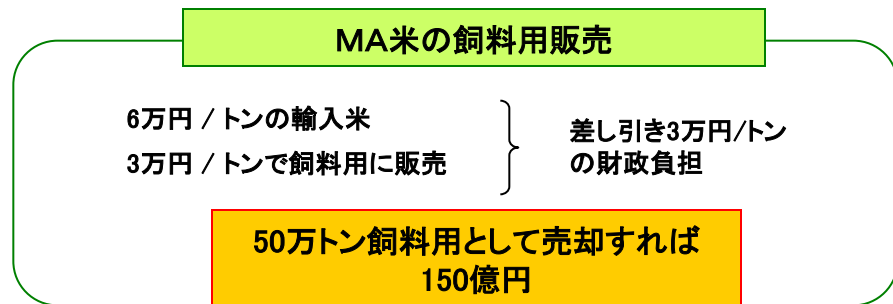 ＭＡ米の飼料用販売
6万円 / トンの輸入米
3万円 / トンで飼料用に販売
差し引き3万円/トン
の財政負担
50万トン飼料用として売却すれば
150億円